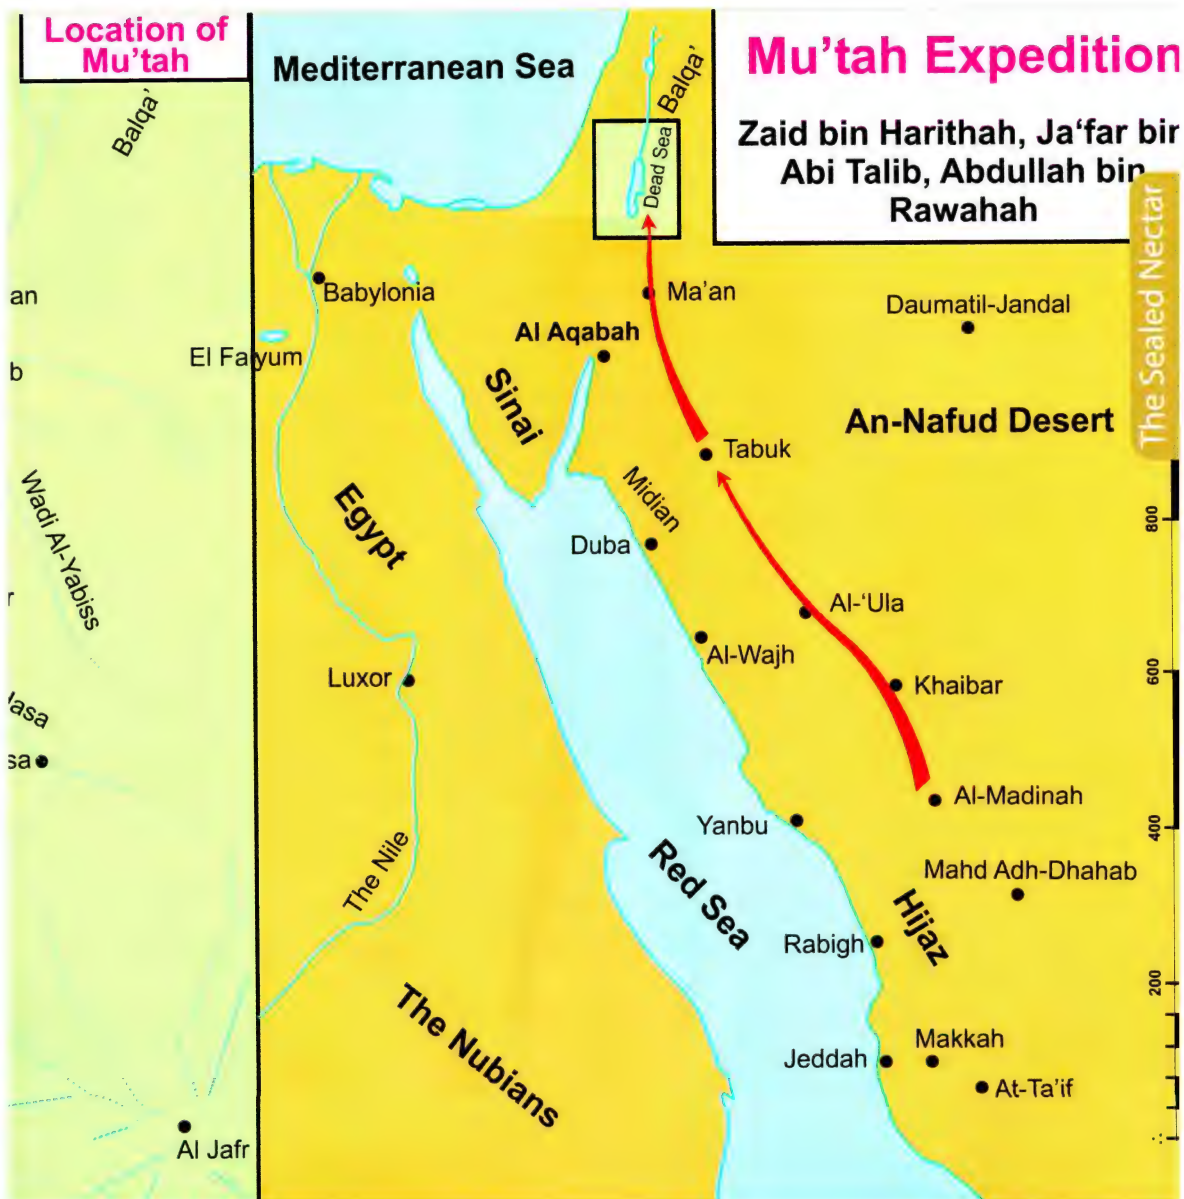 Location of
Mu'tah
Mediterranean Sea
Mu'tah Expedition
Zaid bin Harithah, Ja‘far bin
Abi Talib, Abdullah bin
Rawahah
The Sealed Nectar
Balqa'
Balqa'
Dead Sea
an
Babylonia
Ma'an
Daumatil-Jandal
Al Aqabah
El Faiyum
b
Sinai
An-Nafud Desert
Tabuk
Wadi Al-Yabiss
Egypt
Midian
Duba
800
r
Al-‘Ula
Al-Wajh
Luxor
Khaibar
600
sa
Al-Madinah
Yanbu
400
The Nile
Red Sea
Mahd Adh-Dhahab
Hijaz
Rabigh
200
The Nubians
Makkah
Jeddah
At-Ta'if
Al Jafr